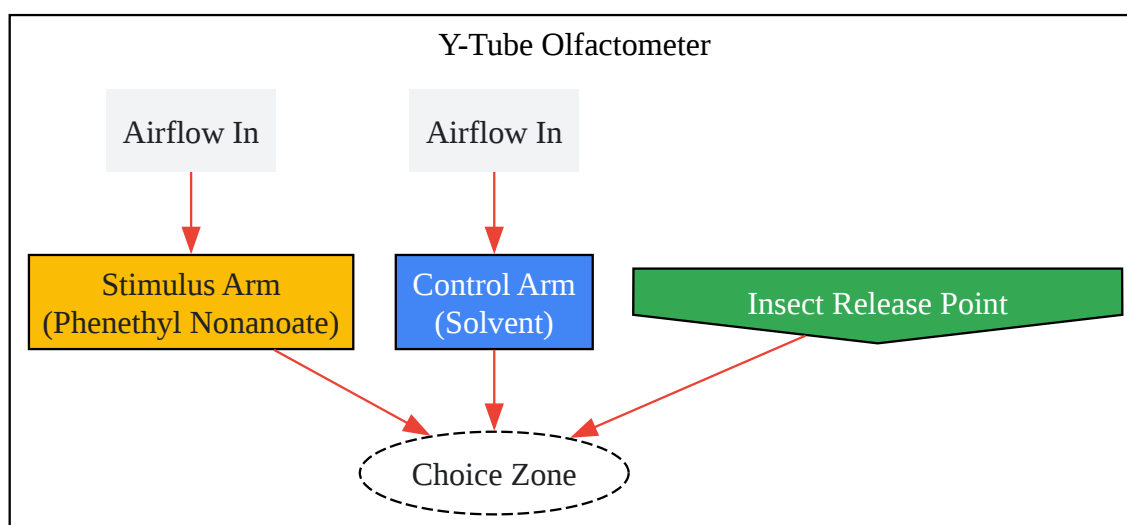 Y-Tube Olfactometer
Airflow In
Airflow In
Stimulus Arm
(Phenethyl Nonanoate)
Control Arm
(Solvent)
Insect Release Point
Choice Zone